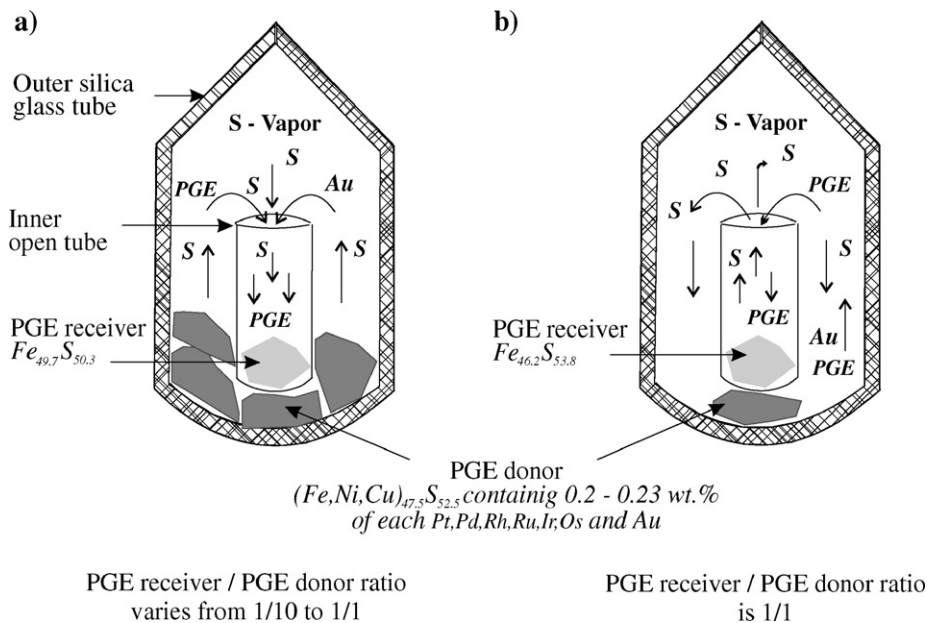 a)
Outer silica
glass tube
S - Vapor
S
PGE
S
Au
Inner
open tube
S
S
S
PGE
PGE receiver
Fe49.7S50.3
b)
S - Vapor
S
S
PGE
S
S
S
PGE
Au
PGE
PGE receiver
Fe46.2S53.8
PGE donor
(Fe,Ni,Cu)47.5S52.5 containig 0.2 - 0.23 wt.%
of each Pt,Pd,Rh,Ru,Ir,Os and Au
PGE receiver / PGE donor ratio
varies from 1/10 to 1/1
PGE receiver / PGE donor ratio
is 1/1